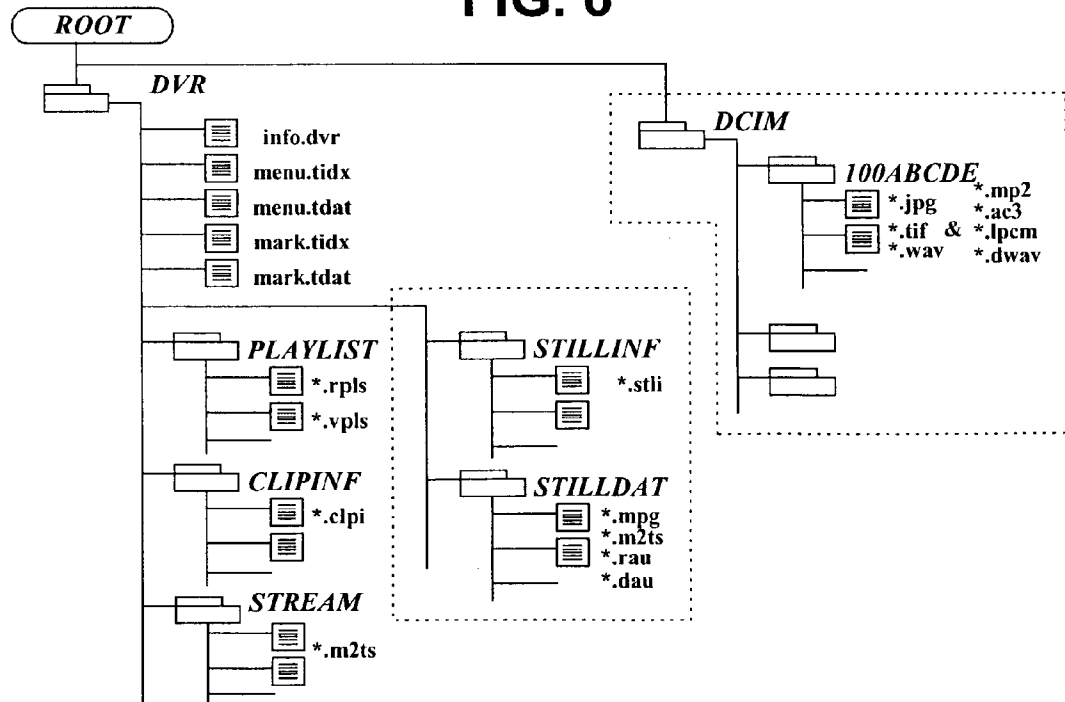 FIG. 6
ROOT
DVR
info.dvr
menu.tidx
menu.tdat
mark.tidx
mark.tdat
PLAYLIST
*.rpls
*.vpls
CLIPINF
*.clpi
STREAM
*.m2ts
STILLINF
*.stli
STILLDAT
*.mpg
*.m2ts
*.rau
*.dau
DCIM
100ABCDE
*.jpg
*.tif & 
*.wav
*.mp2
*.ac3
*.lpcm
*.dwav